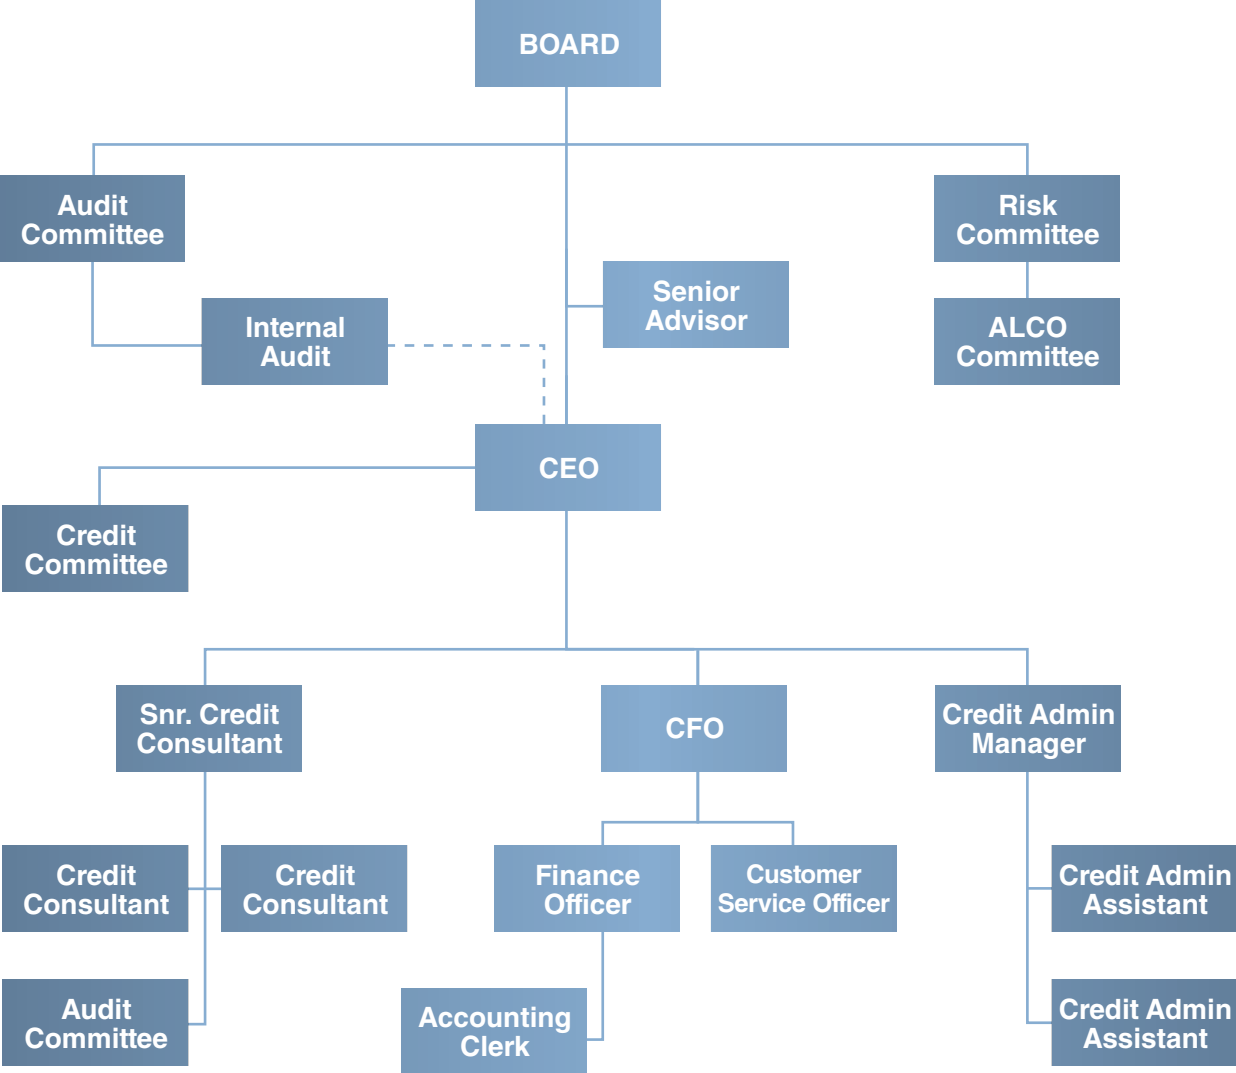 BOARD
Audit
Committee
Risk
Committee
Senior
Advisor
Internal
Audit
ALCO
Committee
CEO
Credit
Committee
Snr. Credit
Consultant
CFO
Credit Admin
Manager
Credit
Consultant
Credit
Consultant
Finance
Officer
Customer
Service Officer
Credit Admin
Assistant
Audit
Committee
Accounting
Clerk
Credit Admin
Assistant